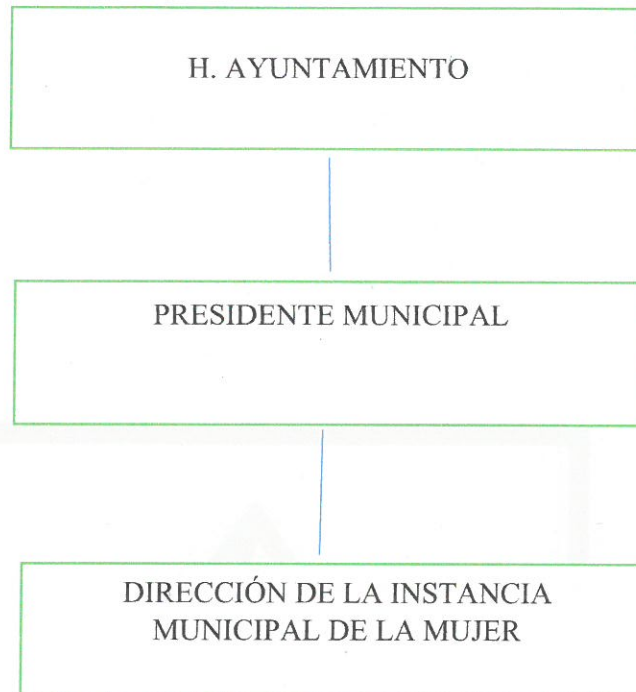 H. AYUNTAMIENTO
PRESIDENTE MUNICIPAL
DIRECCIÓN DE LA INSTANCIA
MUNICIPAL DE LA MUJER